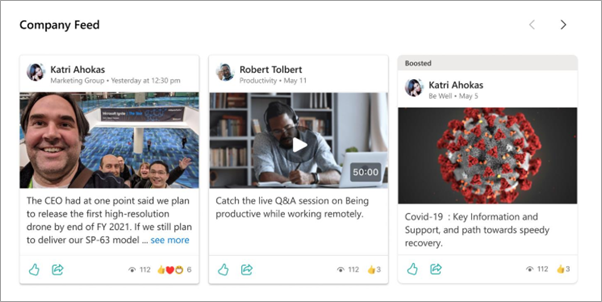 Company Feed
Katri Ahokas
Marketing Group • Yesterday at 12:30 pm
The CEO had at one point said we plan
to release the first high-resolution
drone by end of FY 2021. If we still plan
to deliver our SP-63 model ... see more
112
6
Robert Tolbert
Productivity • May 11
50:00
Catch the live Q&A session on Being
productive while working remotely.
112
3
Boosted
Katri Ahokas
Be Well • May 5
Covid-19 : Key Information and
Support, and path towards speedy
recovery.
112
3